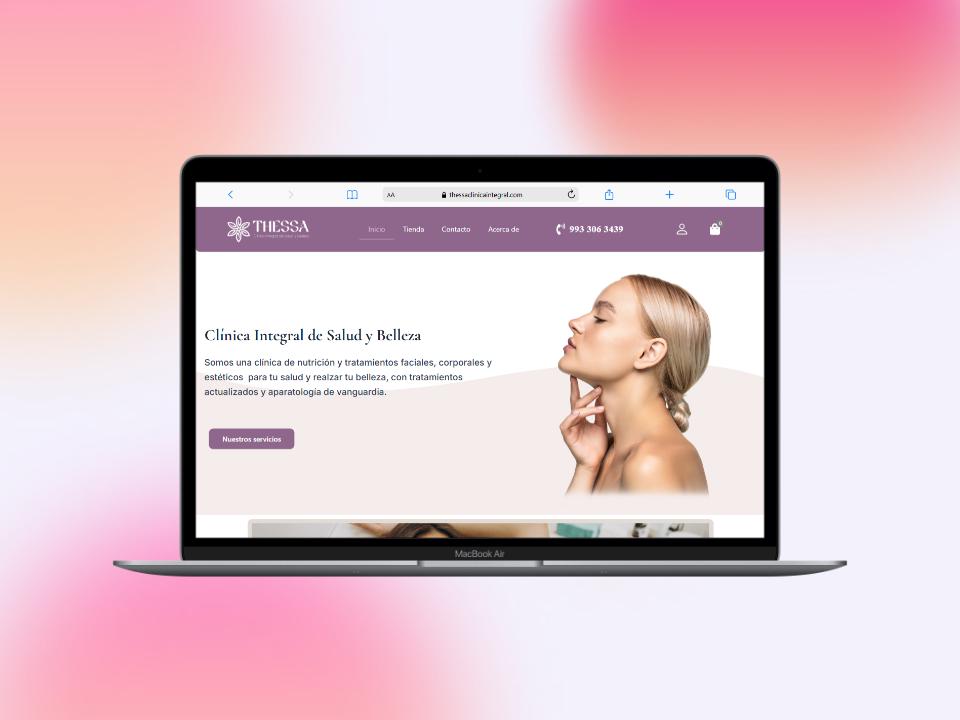 AA
thessaclinicaintegral.com
THESSA
Inicio
Tienda
Contacto
Acerca de
993 306 3439
0
Clínica Integral de Salud y Belleza
Somos una clínica de nutrición y tratamientos faciales, corporales y
estéticos para tu salud y realzar tu belleza, con tratamientos
actualizados y aparatología de vanguardia.
Nuestros servicios
MacBook Air